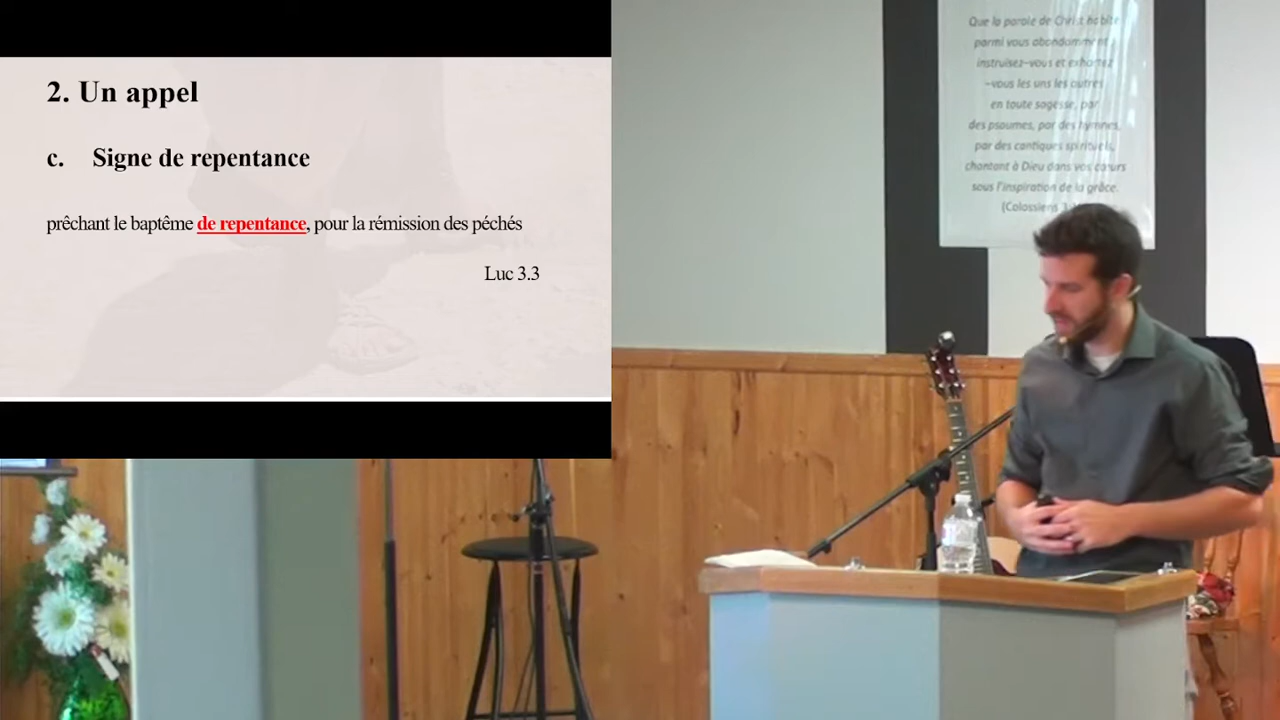 2. Un appel
c. Signe de repentance
prêchant le baptême de repentance, pour la rémission des péchés
Luc 3.3
Que la parole de Christ habite
parmi vous abondamment
instruisez-vous et exhortez
-vous les uns les autres
en toute sagesse, par
des psaumes, par des hymnes,
par des cantiques spirituels,
chantant à Dieu dans vos cœurs
sous l'inspiration de la grâce.
(Colossiens